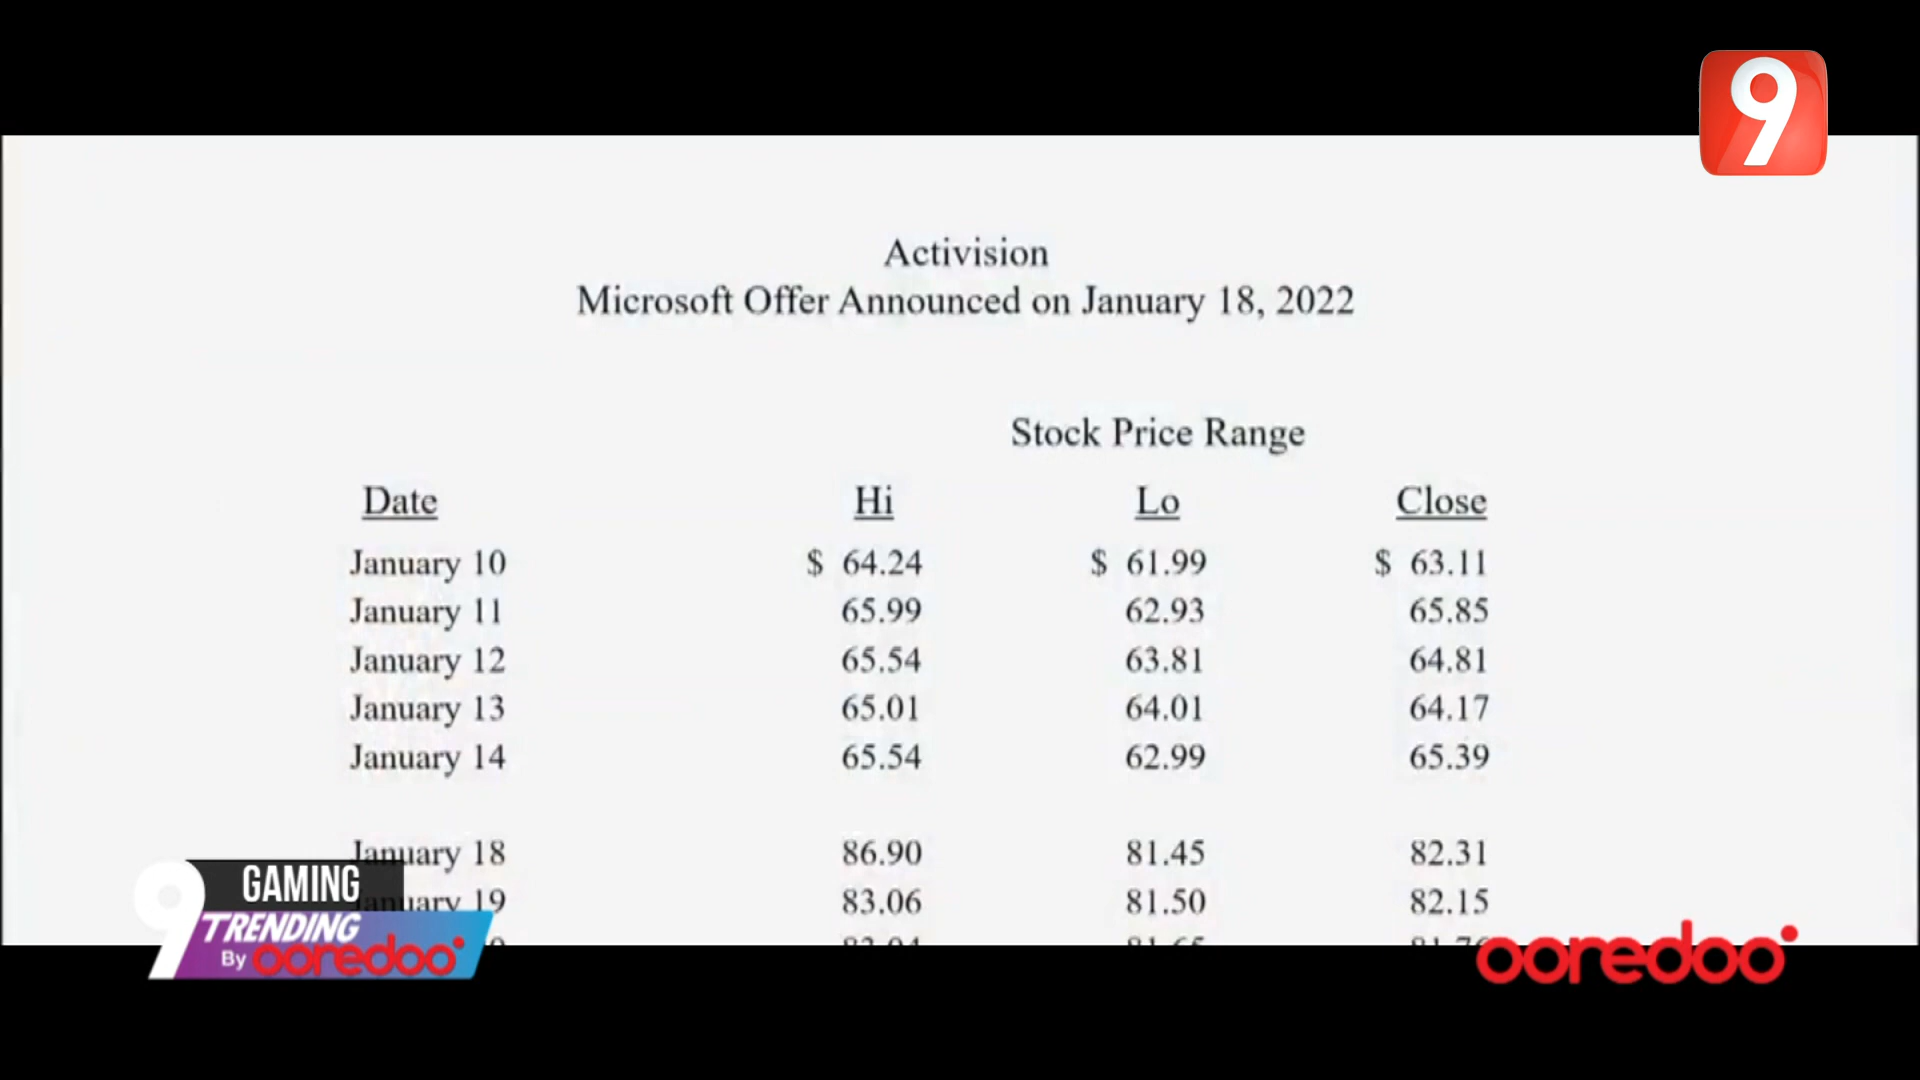 9
Activision
Microsoft Offer Announced on January 18, 2022
Stock Price Range
Date Hi Lo Close
January 10 $ 64.24 $ 61.99 $ 63.11
January 11 65.99 62.93 65.85
January 12 65.54 63.81 64.81
January 13 65.01 64.01 64.17
January 14 65.54 62.99 65.39
January 18 86.90 81.45 82.31
January 19 83.06 81.50 82.15
9 GAMING
TRENDING
By ooredoo
ooredoo